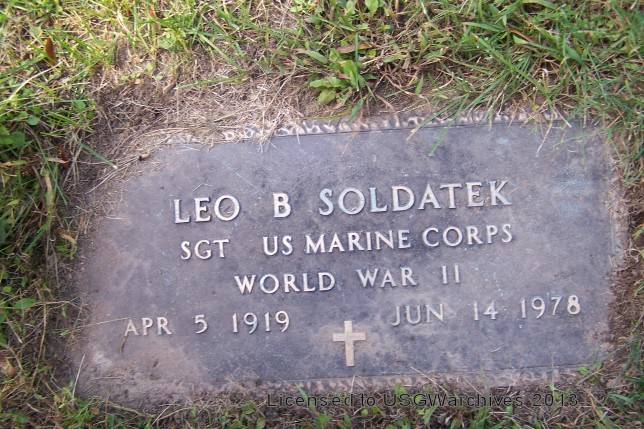 LEO B SOLDATEK
SGT US MARINE CORPS
WORLD WAR II
APR 5 1919 JUN 14 1978
Licensed to USGWarchives 2013